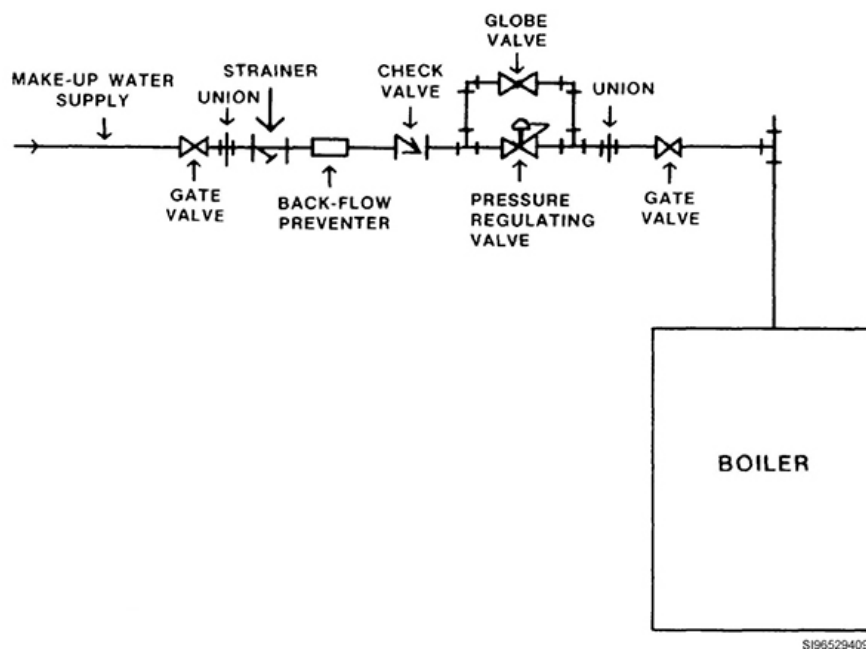 GLOBE
VALVE
STRAINER
CHECK
VALVE
MAKE-UP WATER
SUPPLY
UNION
UNION
GATE
VALVE
BACK-FLOW
PREVENTER
PRESSURE
REGULATING
VALVE
GATE
VALVE
BOILER
SI96529409